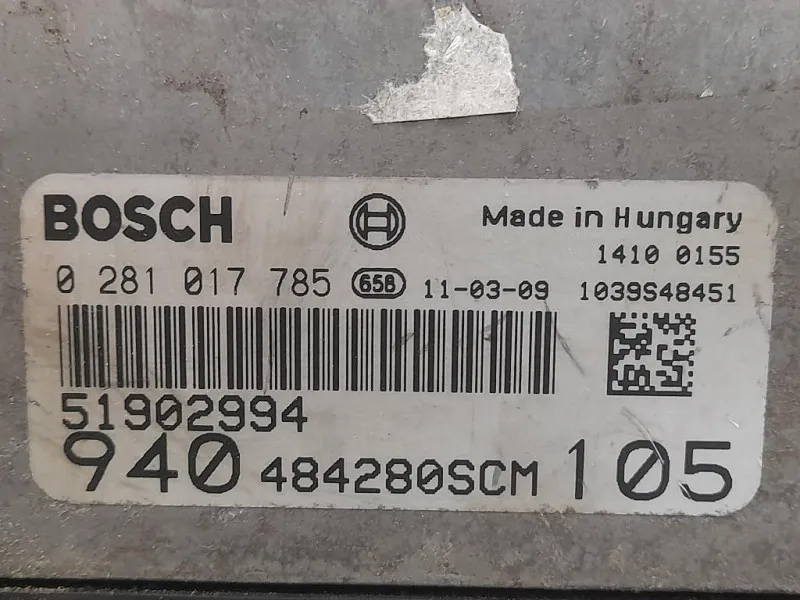 BOSCH Made in Hungary
1410 0155
0 281 017 785 658 11-03-09 1039S48451
51902994
940 484280SCM 105